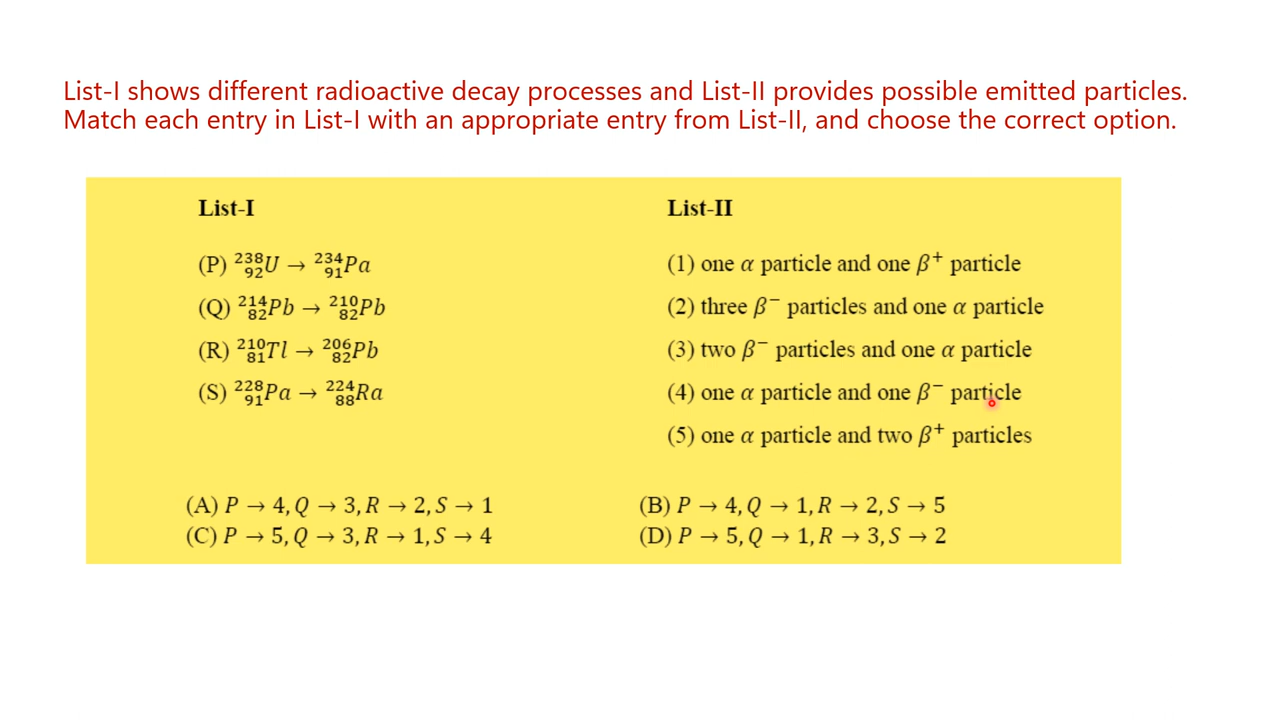 List-I shows different radioactive decay processes and List-II provides possible emitted particles.
Match each entry in List-I with an appropriate entry from List-II, and choose the correct option.
List-I List-II
(P) ²³⁸₉₂U → ²³⁴₉₁Pa (1) one α particle and one β⁺ particle
(Q) ²¹⁴₈₂Pb → ²¹⁰₈₂Pb (2) three β⁻ particles and one α particle
(R) ²¹⁰₈₁Tl → ²⁰⁶₈₂Pb (3) two β⁻ particles and one α particle
(S) ²²⁸₉₁Pa → ²²⁴₈₈Ra (4) one α particle and one β⁻ particle
(5) one α particle and two β⁺ particles
(A) P → 4, Q → 3, R → 2, S → 1 (B) P → 4, Q → 1, R → 2, S → 5
(C) P → 5, Q → 3, R → 1, S → 4 (D) P → 5, Q → 1, R → 3, S → 2